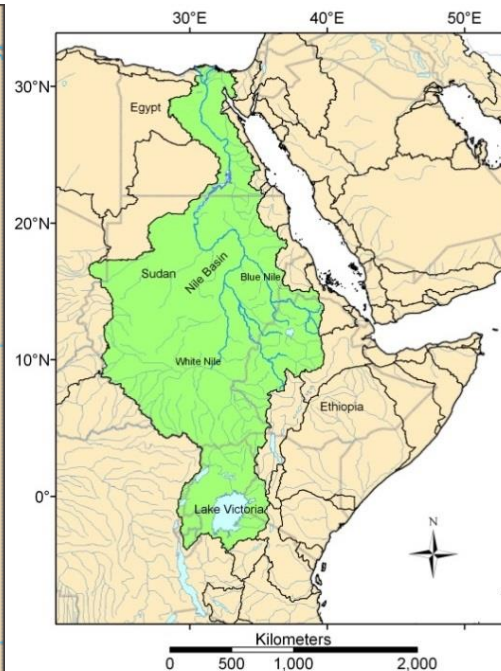 30°E 40°E 50°E
30°N
Egypt
20°N
Sudan
Nile Basin
Blue Nile
10°N
White Nile
Ethiopia
0°
Lake Victoria
N
Kilometers
0 500 1,000 2,000